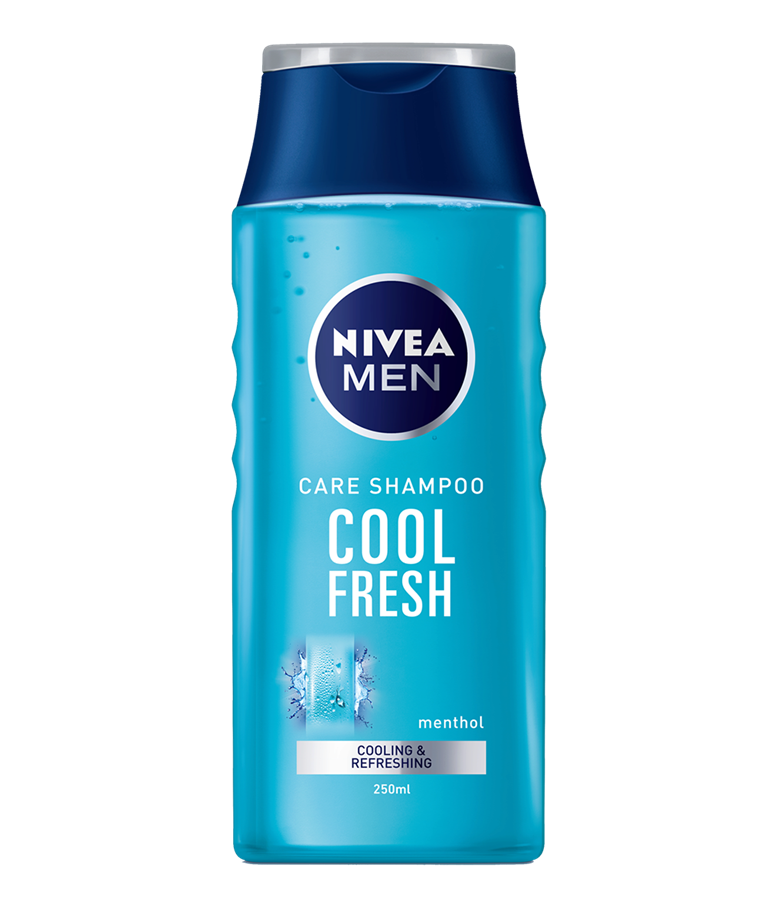 NIVEA
MEN
CARE SHAMPOO
COOL
FRESH
menthol
COOLING &
REFRESHING
250ml